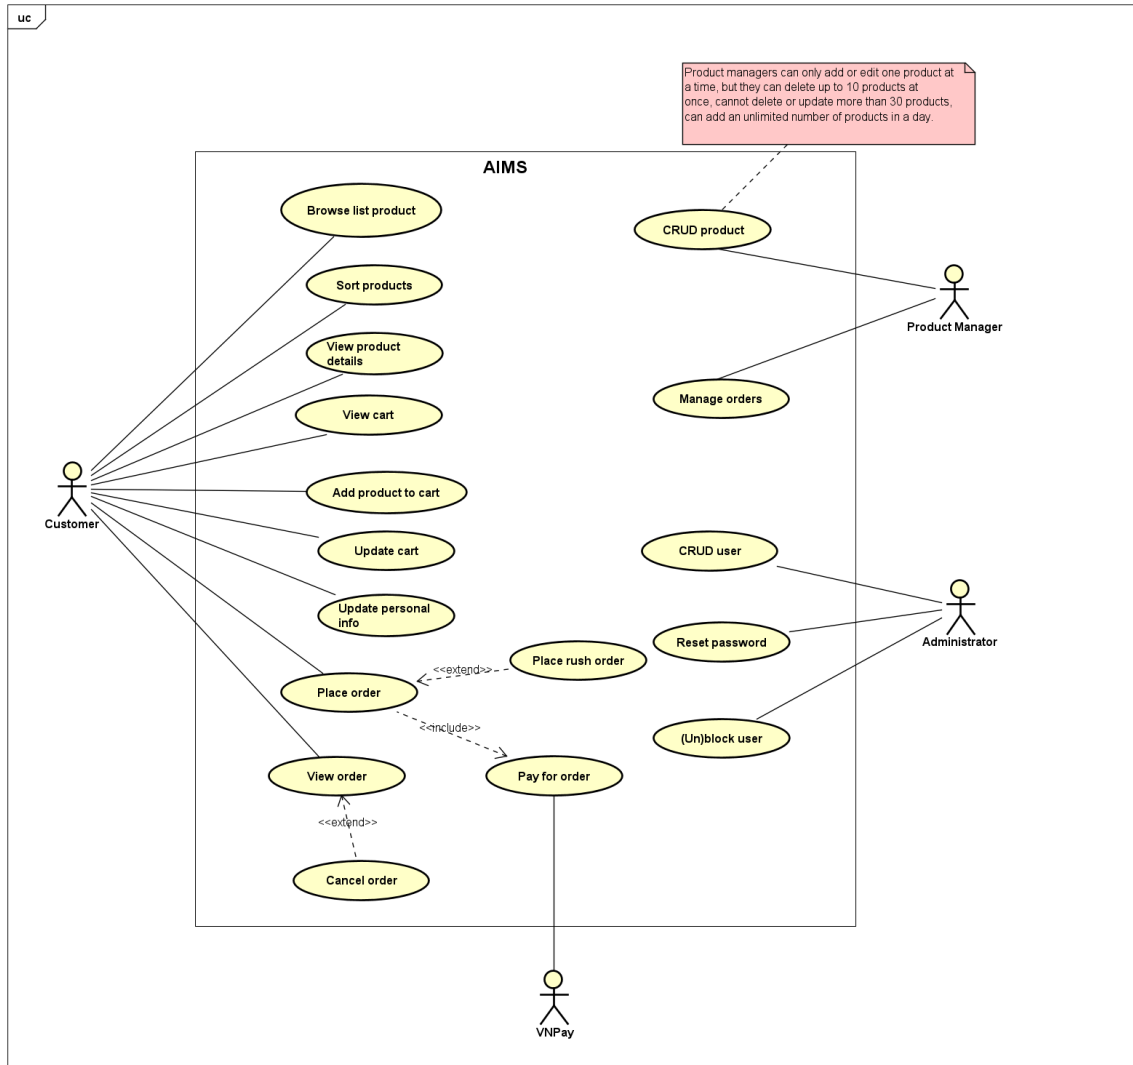 uc
Product managers can only add or edit one product at
a time, but they can delete up to 10 products at
once, cannot delete or update more than 30 products,
can add an unlimited number of products in a day.
AIMS
Browse list product
CRUD product
Sort products
Product Manager
View product
details
Manage orders
View cart
Add product to cart
Customer
Update cart
CRUD user
Update personal
info
Reset password
Administrator
Place rush order
<<extend>>
Place order
<<include>>
(Un)block user
View order
Pay for order
<<extend>>
Cancel order
VNPay